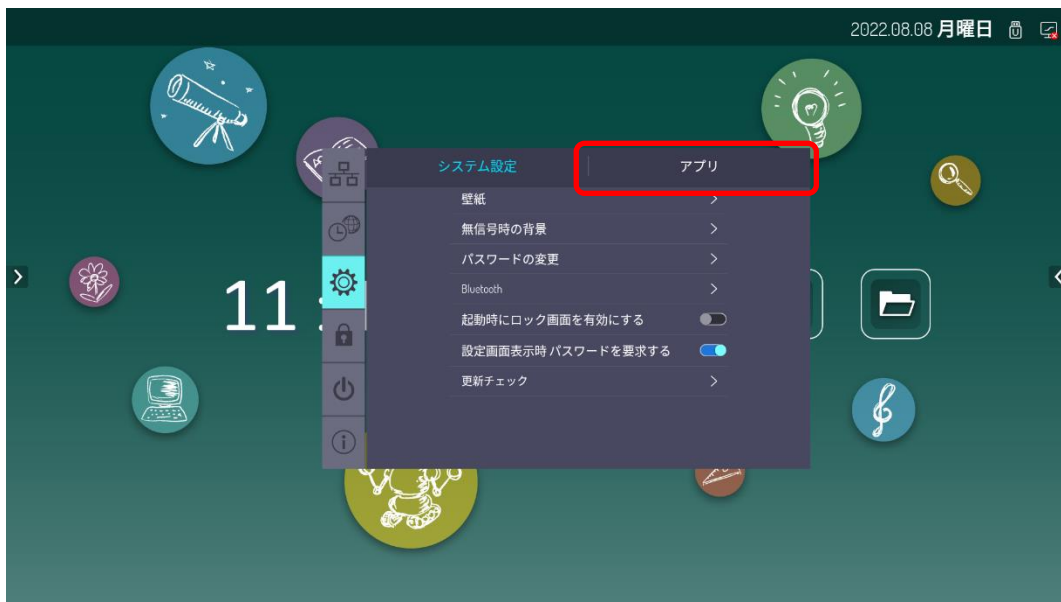 2022.08.08 月曜日
システム設定
アプリ
壁紙
無信号時の背景
パスワードの変更
Bluetooth
起動時にロック画面を有効にする
設定画面表示時 パスワードを要求する
更新チェック
11 :